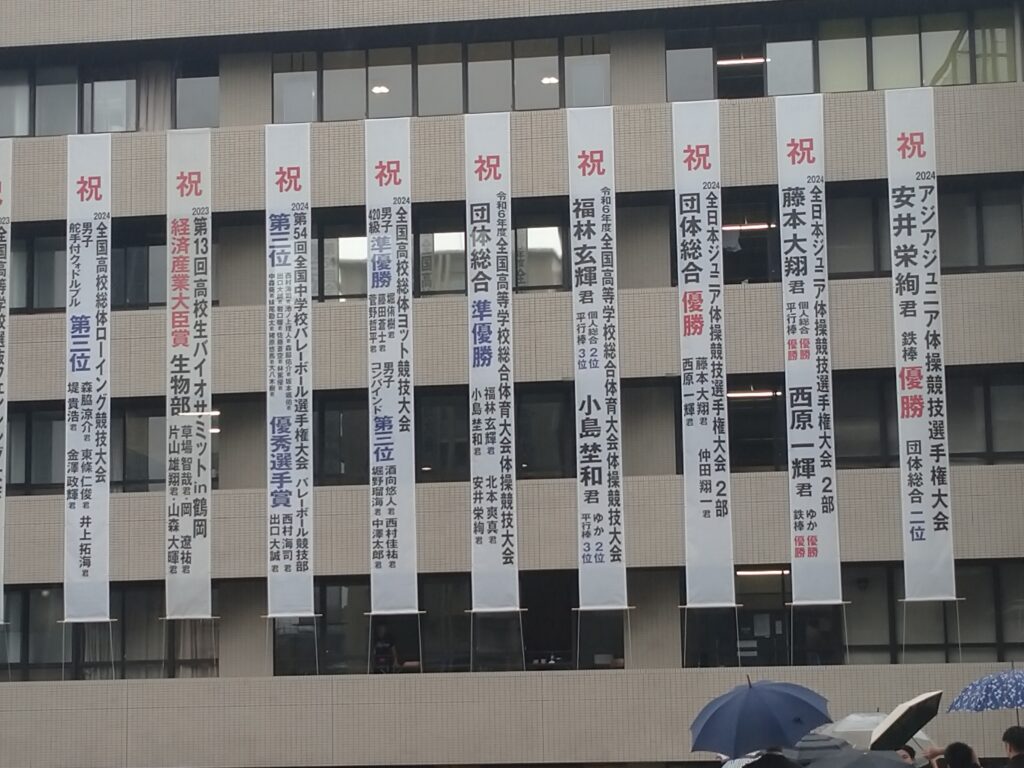 祝
2024
アジアジュニア体操競技選手権大会
安井栄絢君 鉄棒 優勝 団体総合 二位
祝
2024
全日本ジュニア体操競技選手権大会2部
藤本大翔君 個人総合 優勝 平行棒 優勝 西原一輝君 ゆか 優勝 鉄棒 優勝
祝
2024
全日本ジュニア体操競技選手権大会2部
団体総合 優勝 藤本大翔君 西原一輝君 仲田翔一君
祝
令和6年度全国高等学校総合体育大会体操競技大会
福林玄輝君 個人総合 2位 平行棒 3位 小島埜和君 ゆか 2位 平行棒 3位
祝
令和6年度全国高等学校総合体育大会体操競技大会
団体総合 準優勝 福林玄輝君 小島埜和君 北本爽真君 安井栄絢君
祝
2024
全国高校総体ヨット競技大会
男子420級 準優勝 堀侑樹君 藤田蒼士君 菅野哲平君 男子コンバインド 第三位 酒向悠人君 堀野瑠海君 西村佳祐君 中澤太郎君
祝
2024
第54回全国中学校バレーボール選手権大会 バレーボール競技部
第三位 優秀選手賞 西村海司君 出口大誠君
祝
2023
第13回高校生バイオサミットin鶴岡
経済産業大臣賞 生物部 草場智哉君・岡遼祐君 片山雄翔君・山森大暉君
祝
2024
全国高校総体ローイング競技大会
男子舵手付クォドルプル 第三位 森脇涼介君 堤貴浩君 東條仁俊君 金澤政輝君 井上拓海君